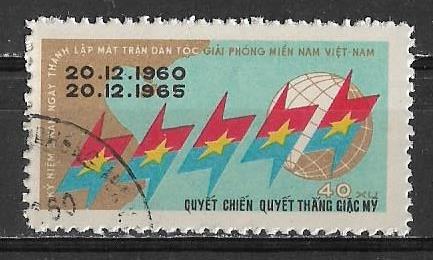 KỶ NIỆM NĂM NGÀY THÀNH LẬP MẶT TRẬN DÂN TỘC GIẢI PHÓNG MIỀN NAM VIỆT-NAM
20.12.1960
20.12.1965
40 XU
QUYẾT CHIẾN QUYẾT THẮNG GIẶC MỸ